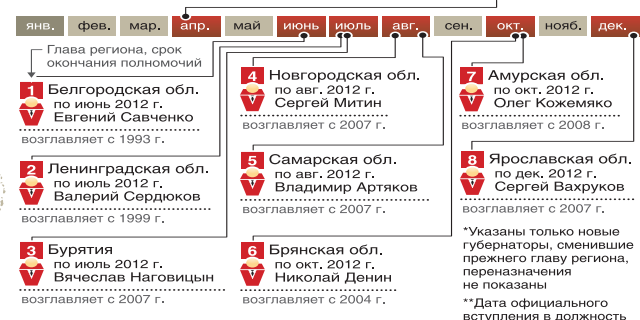 янв. фев. мар. апр. май июнь июль авг. сен. окт. нояб. дек.
Глава региона, срок
окончания полномочий
1 Белгородская обл.
по июнь 2012 г.
Евгений Савченко
возглавляет с 1993 г.
2 Ленинградская обл.
по июль 2012 г.
Валерий Сердюков
возглавляет с 1999 г.
3 Бурятия
по июль 2012 г.
Вячеслав Наговицын
возглавляет с 2007 г.
4 Новгородская обл.
по авг. 2012 г.
Сергей Митин
возглавляет с 2007 г.
5 Самарская обл.
по авг. 2012 г.
Владимир Артяков
возглавляет с 2007 г.
6 Брянская обл.
по окт. 2012 г.
Николай Денин
возглавляет с 2004 г.
7 Амурская обл.
по окт. 2012 г.
Олег Кожемяко
возглавляет с 2008 г.
8 Ярославская обл.
по дек. 2012 г.
Сергей Вахруков
возглавляет с 2007 г.
*Указаны только новые
губернаторы, сменившие
прежнего главу региона,
переназначения
не показаны
**Дата официального
вступления в должность